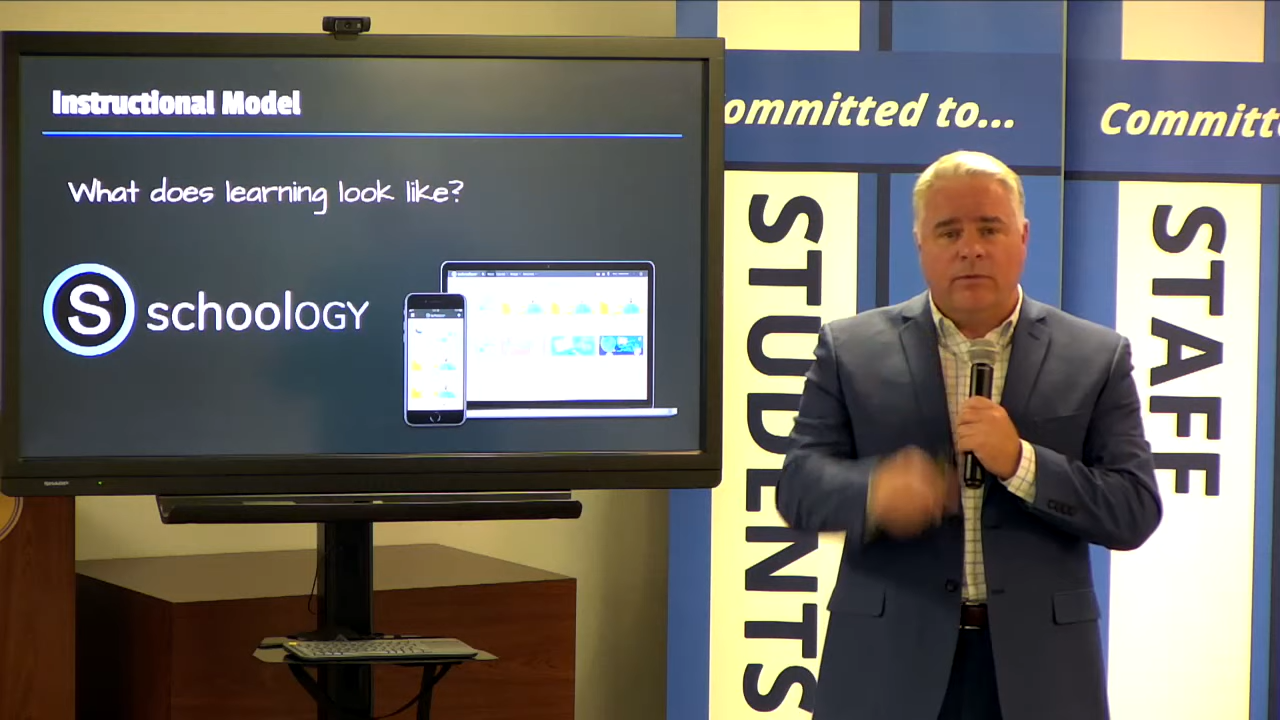 Instructional Model
What does learning look like?
S schoology
ommitted to...
Committ
STUDENTS
STAFF